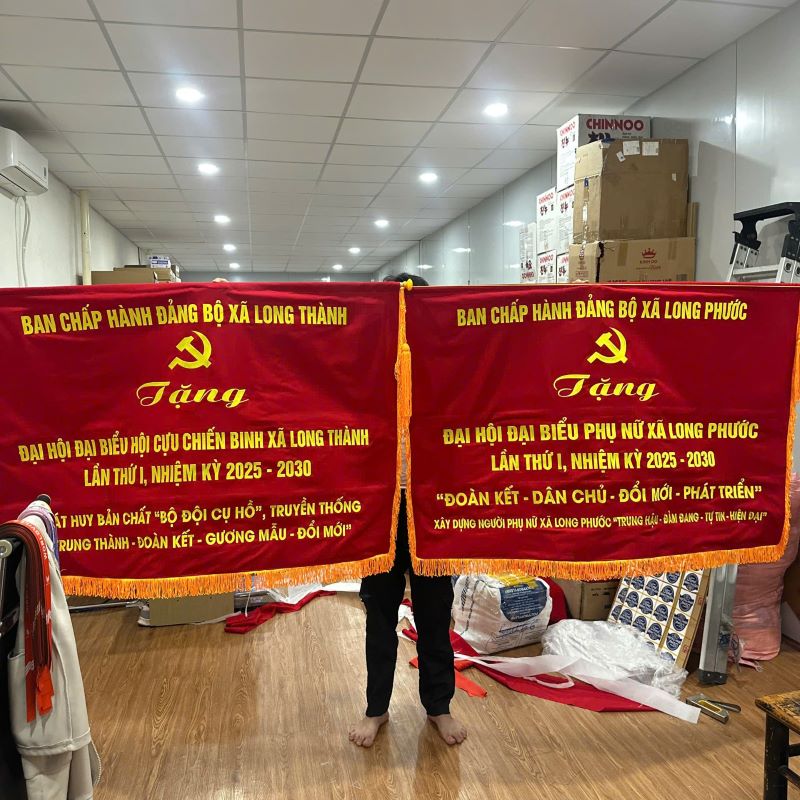 BAN CHẤP HÀNH ĐẢNG BỘ XÃ LONG THÀNH
Tặng
ĐẠI HỘI ĐẠI BIỂU HỘI CỰU CHIẾN BINH XÃ LONG THÀNH
LẦN THỨ I, NHIỆM KỲ 2025 - 2030
HUY BẢN CHẤT "BỘ ĐỘI CỤ HỒ", TRUYỀN THỐNG
TRUNG THÀNH - ĐOÀN KẾT - GƯƠNG MẪU - ĐỔI MỚI"
BAN CHẤP HÀNH ĐẢNG BỘ XÃ LONG PHƯỚC
Tặng
ĐẠI HỘI ĐẠI BIỂU PHỤ NỮ XÃ LONG PHƯỚC
LẦN THỨ I, NHIỆM KỲ 2025 - 2030
"ĐOÀN KẾT - DÂN CHỦ - ĐỔI MỚI - PHÁT TRIỂN"
XÂY DỰNG NGƯỜI PHỤ NỮ XÃ LONG PHƯỚC "TRUNG HẬU - ĐẢM ĐANG - TỰ TIN - HIỆN ĐẠI"
CHINNOO
CHINNOO
KINH DO